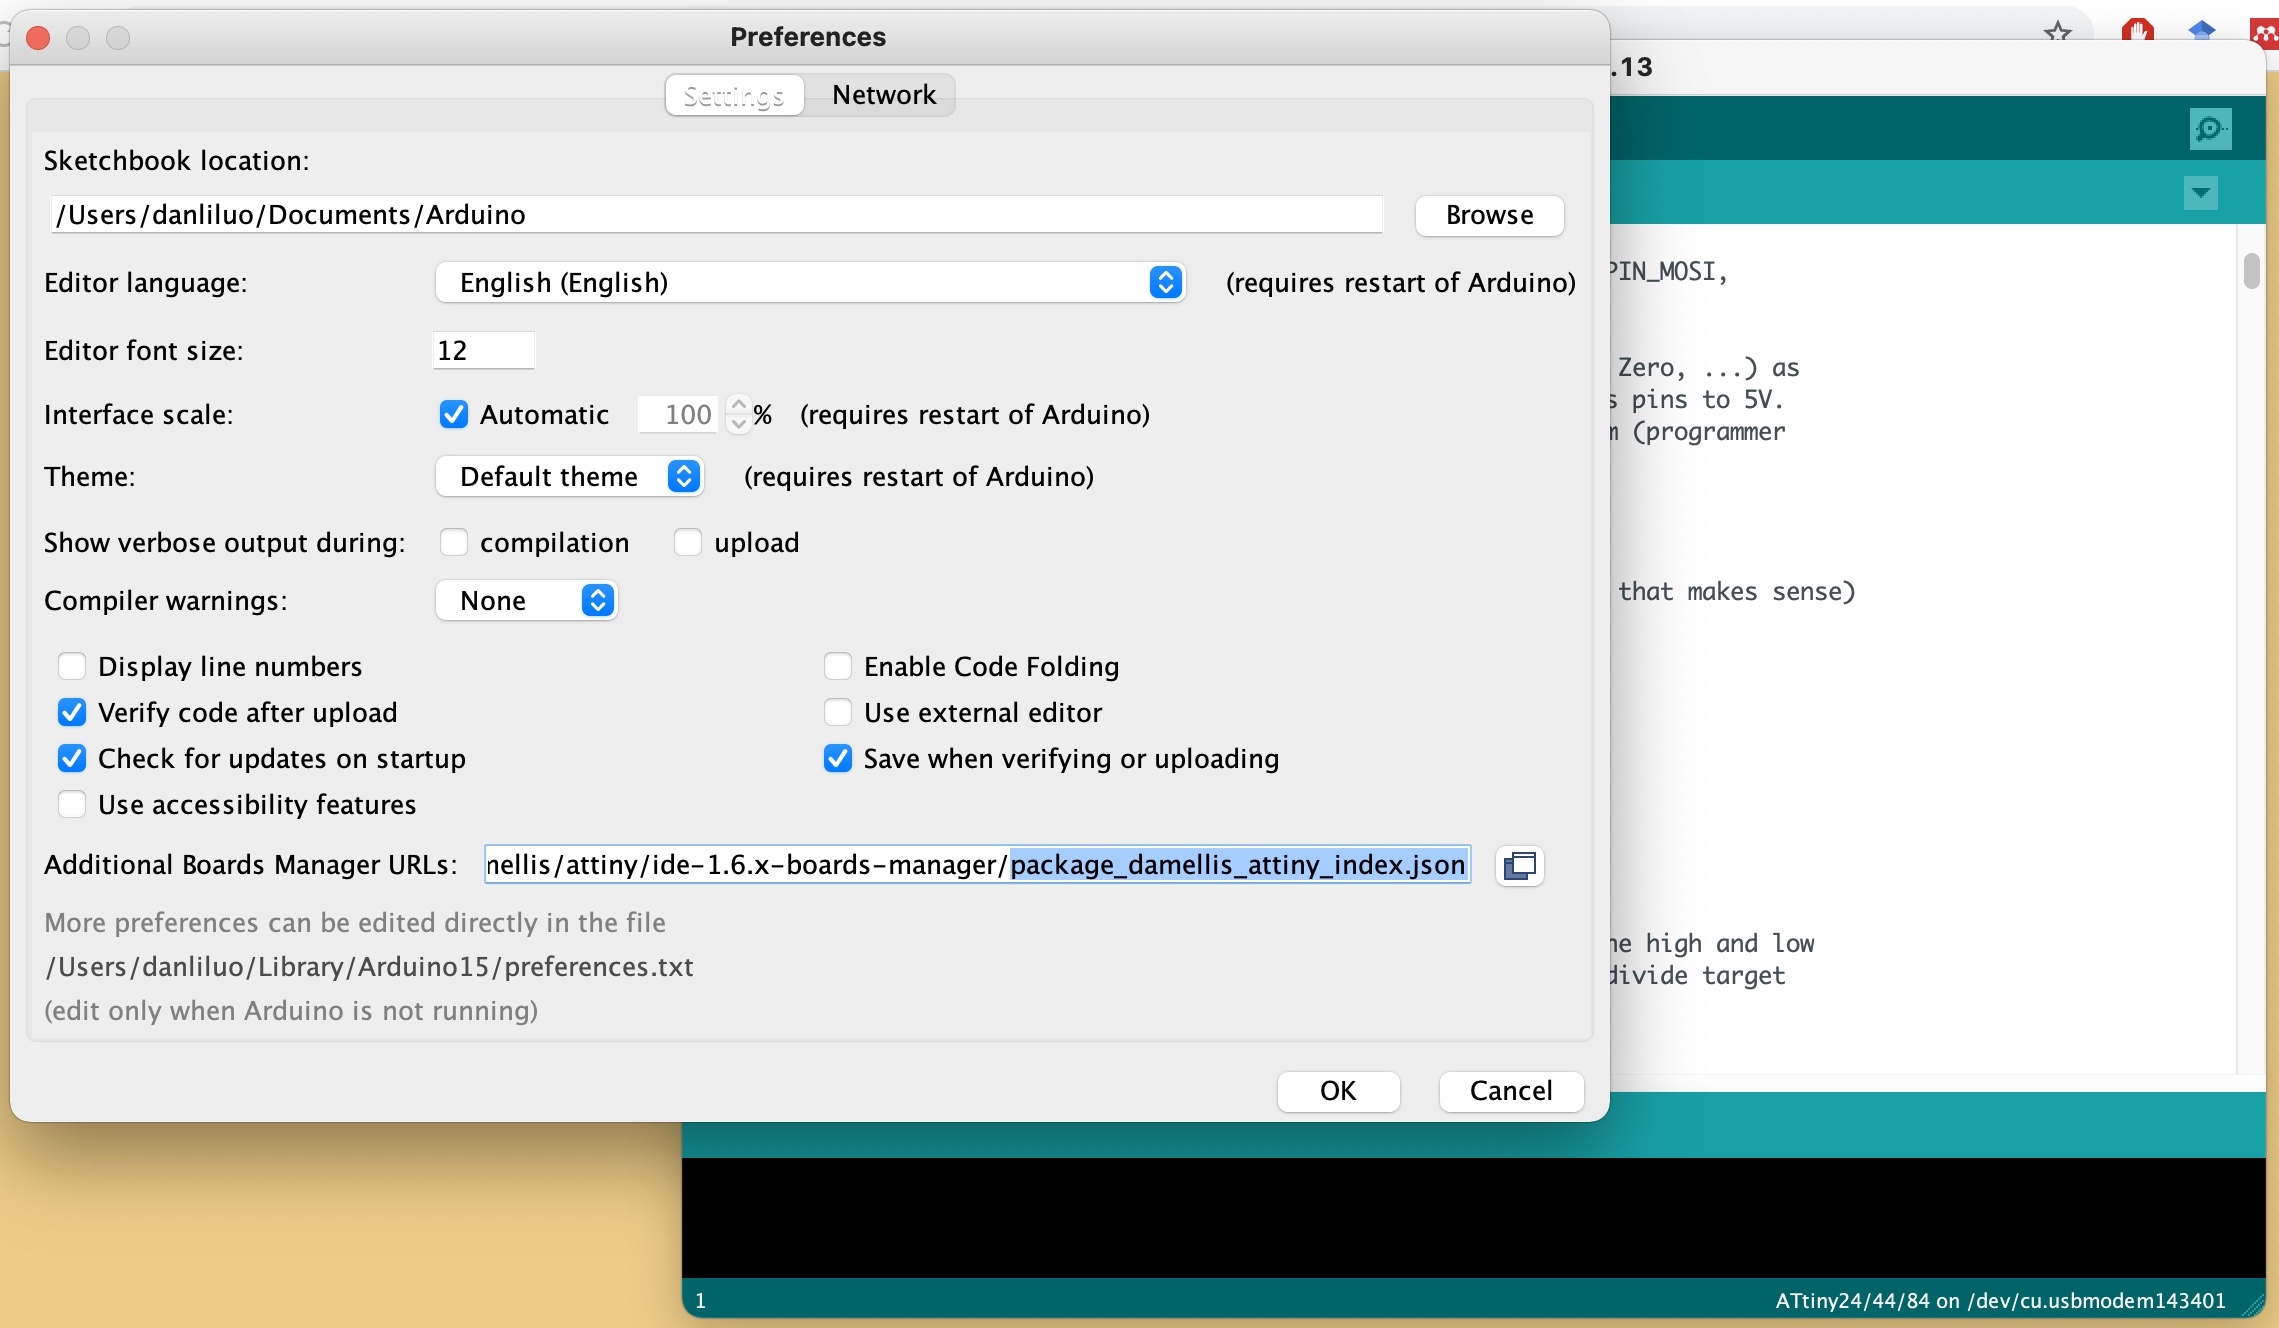 Preferences
.13
Settings Network
Sketchbook location:
/Users/danliluo/Documents/Arduino Browse
Editor language: English (English) (requires restart of Arduino)
Editor font size: 12
Interface scale: Automatic 100 % (requires restart of Arduino)
Theme: Default theme (requires restart of Arduino)
Show verbose output during: compilation upload
Compiler warnings: None
Display line numbers Enable Code Folding
Verify code after upload Use external editor
Check for updates on startup Save when verifying or uploading
Use accessibility features
Additional Boards Manager URLs: mellis/attiny/ide-1.6.x-boards-manager/package_damellis_attiny_index.json
More preferences can be edited directly in the file
/Users/danliluo/Library/Arduino15/preferences.txt
(edit only when Arduino is not running)
OK Cancel
PIN_MOSI,
Zero, ...) as
s pins to 5V.
(programmer
that makes sense)
he high and low
divide target
1 ATtiny24/44/84 on /dev/cu.usbmodem143401